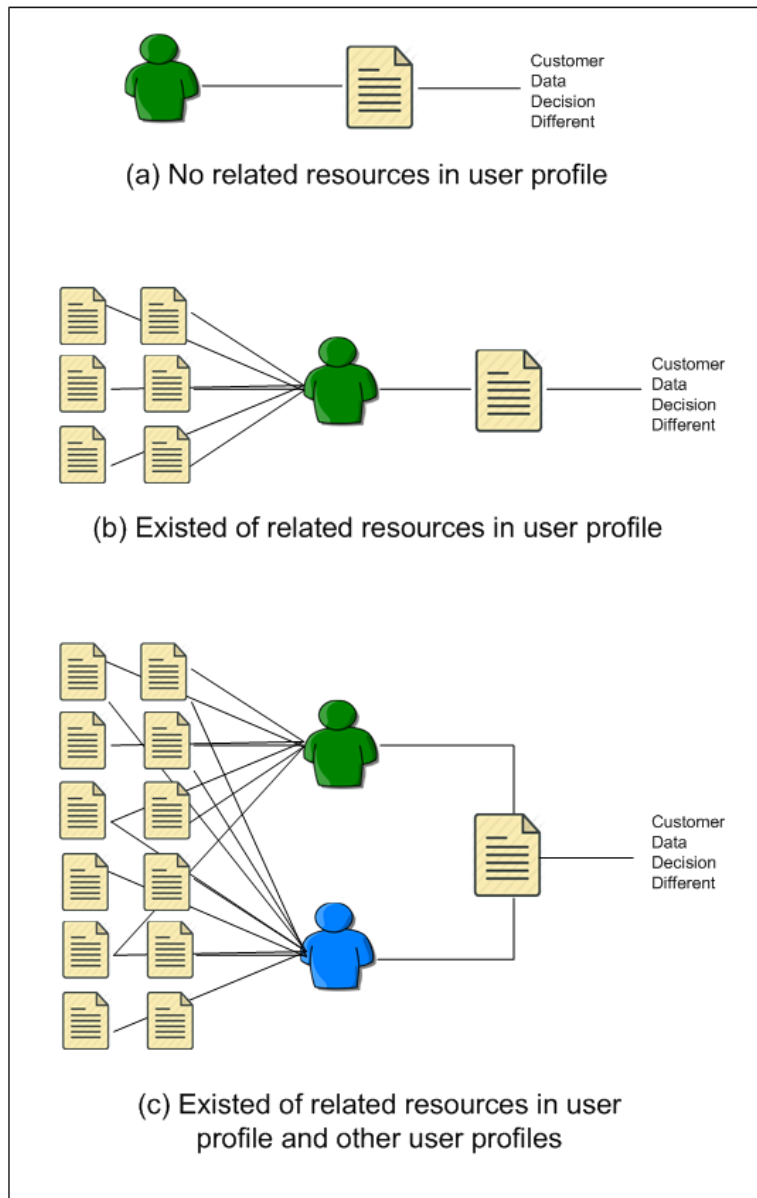 Customer
Data
Decision
Different
(a) No related resources in user profile
Customer
Data
Decision
Different
(b) Existed of related resources in user profile
Customer
Data
Decision
Different
(c) Existed of related resources in user
profile and other user profiles